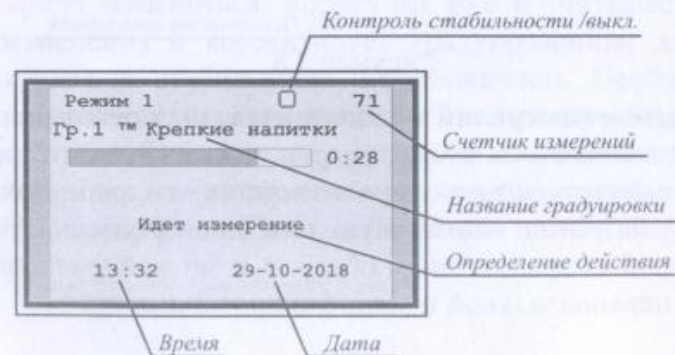 Контроль стабильности /выкл.
Режим 1 71
Гр.1 ™ Крепкие напитки
0:28
Счетчик измерений
Название градуировки
Идет измерение
Определение действия
13:32 29-10-2018
Время Дата